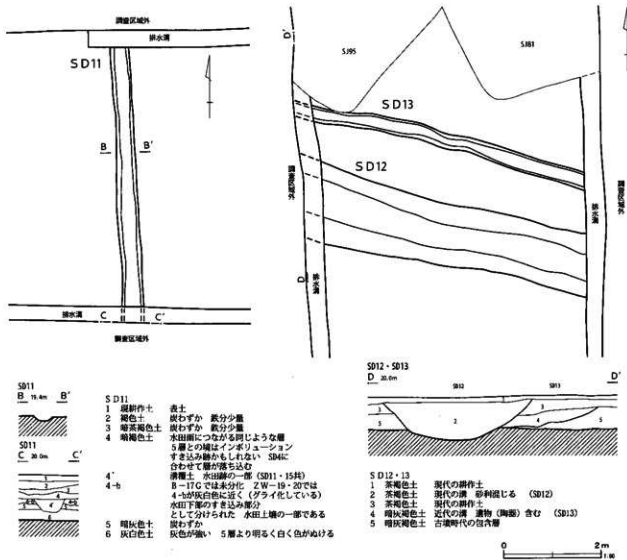 調査区域外
排水溝
SD11
B
B'
排水溝
C
C'
調査区域外
D'
SJ95
SJ83
SD13
SD12
調査区域外
排水溝
調査区域外
D
排水溝
SD11
B 19.4m B'
SD11
C 20.0m C'
SD11
1 現耕作土 表土
2 褐色土 炭わずか 鉄分少量
3 暗茶褐色土 炭わずか 鉄分少量
4 暗褐色土 水田面につながる同じような層
5層との境はインボリューション
すき込み跡かもしれない SD4に
合わせて層が落ち込む
4' 溝覆土 水田跡の一部(SD11・15共)
4-b B-17Gでは未分化 ZW-19・20では
4-bが灰白色に近く(グライ化している)
水田下部のすき込み部分
として分けられた 水田土壌の一部である
5 暗灰色土 炭わずか
6 灰白色土 灰色が強い 5層より明るく白く色がぬける
SD12・SD13
D 20.0m D'
SD12 SD13
SD12・13
1 茶褐色土 現代の耕作土
2 茶褐色土 現代の溝 砂利混じる (SD12)
3 茶褐色土 現代の耕作土
4 暗灰褐色土 近代の溝 遺物(陶器)含む (SD13)
5 暗灰褐色土 古墳時代の包含層
0 2m
1:80